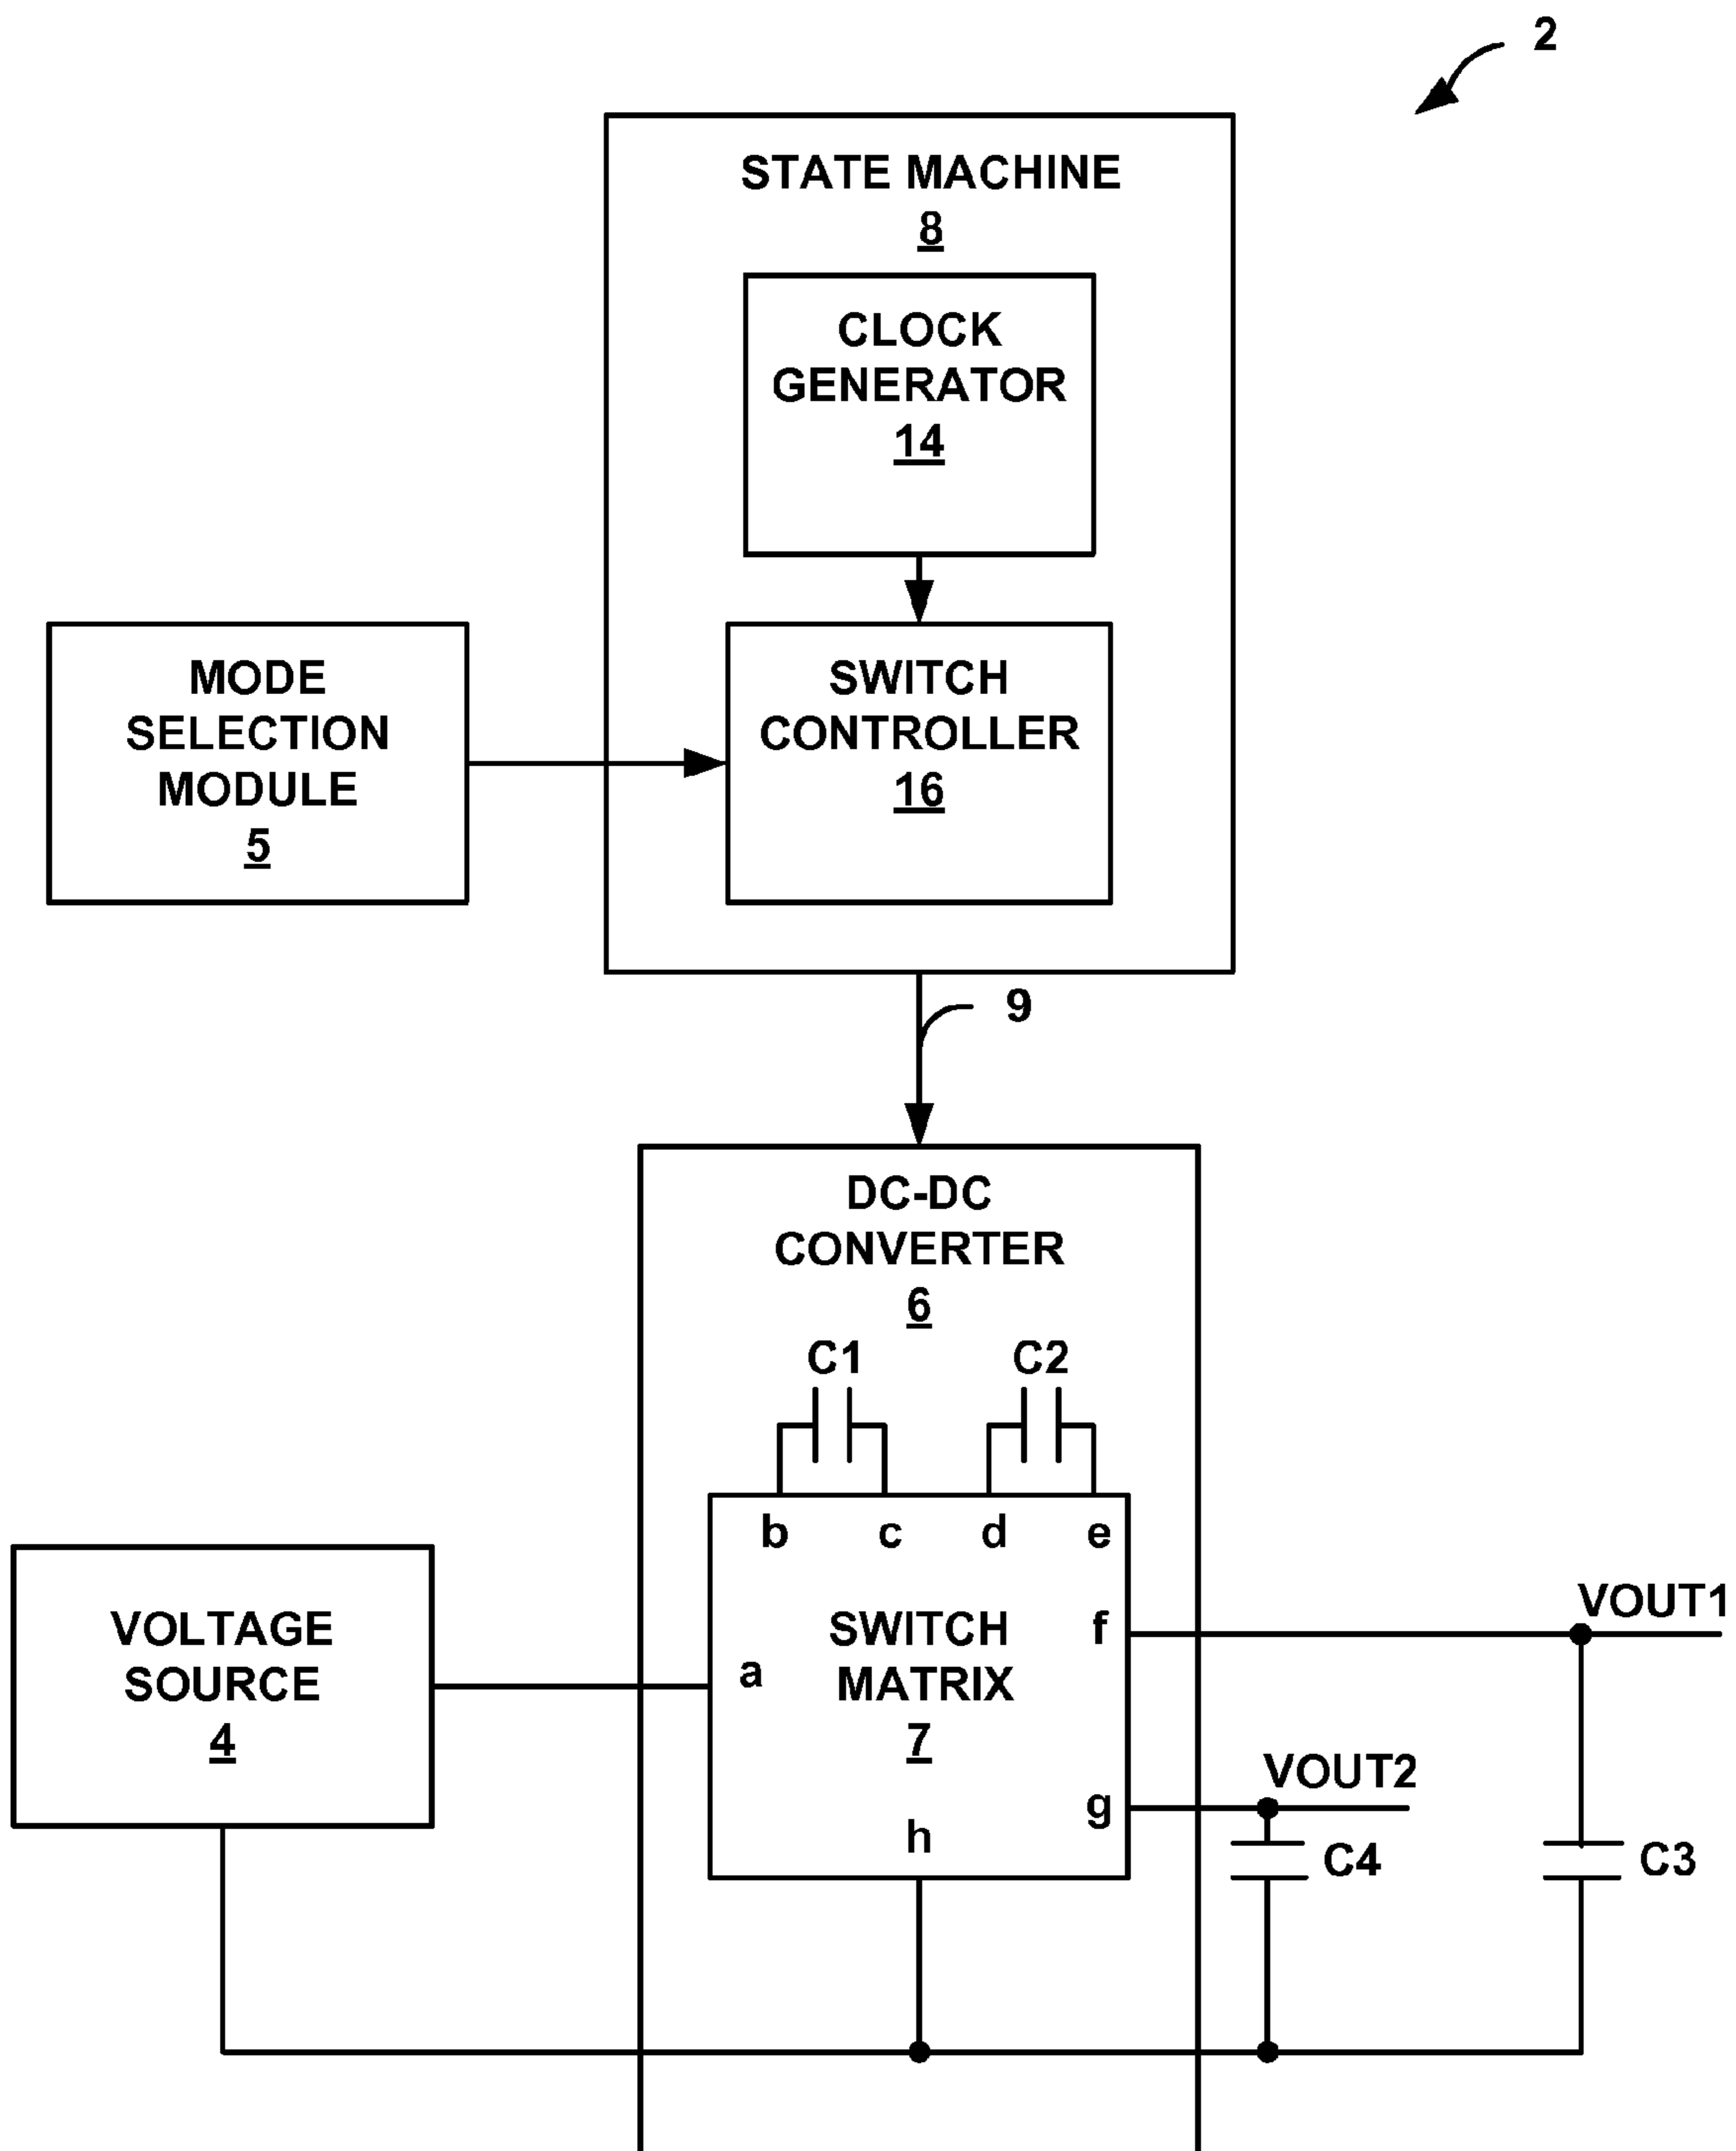 2
STATE MACHINE
8
CLOCK
GENERATOR
14
MODE
SELECTION
MODULE
5
SWITCH
CONTROLLER
16
9
DC-DC
CONVERTER
6
C1
C2
b
c
d
e
VOLTAGE
SOURCE
4
a
SWITCH
MATRIX
7
f
g
h
VOUT1
VOUT2
C4
C3